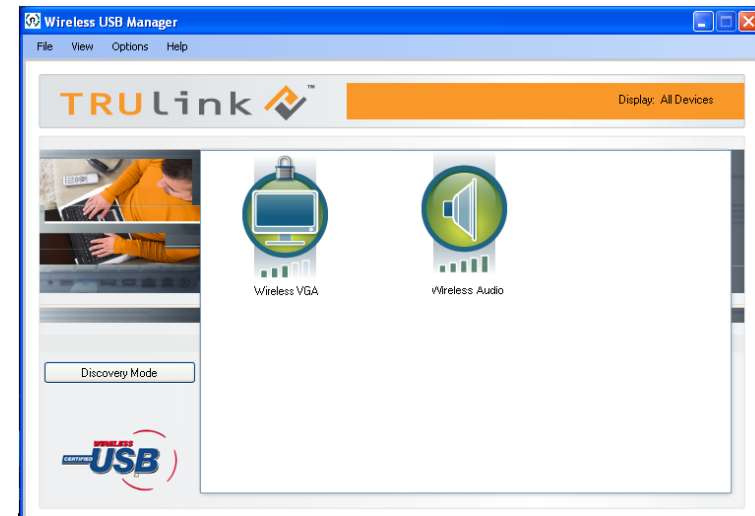 Wireless USB Manager
File View Options Help
TRULink ™
Display: All Devices
Wireless VGA
Wireless Audio
Discovery Mode
WIRELESS
CERTIFIED USB